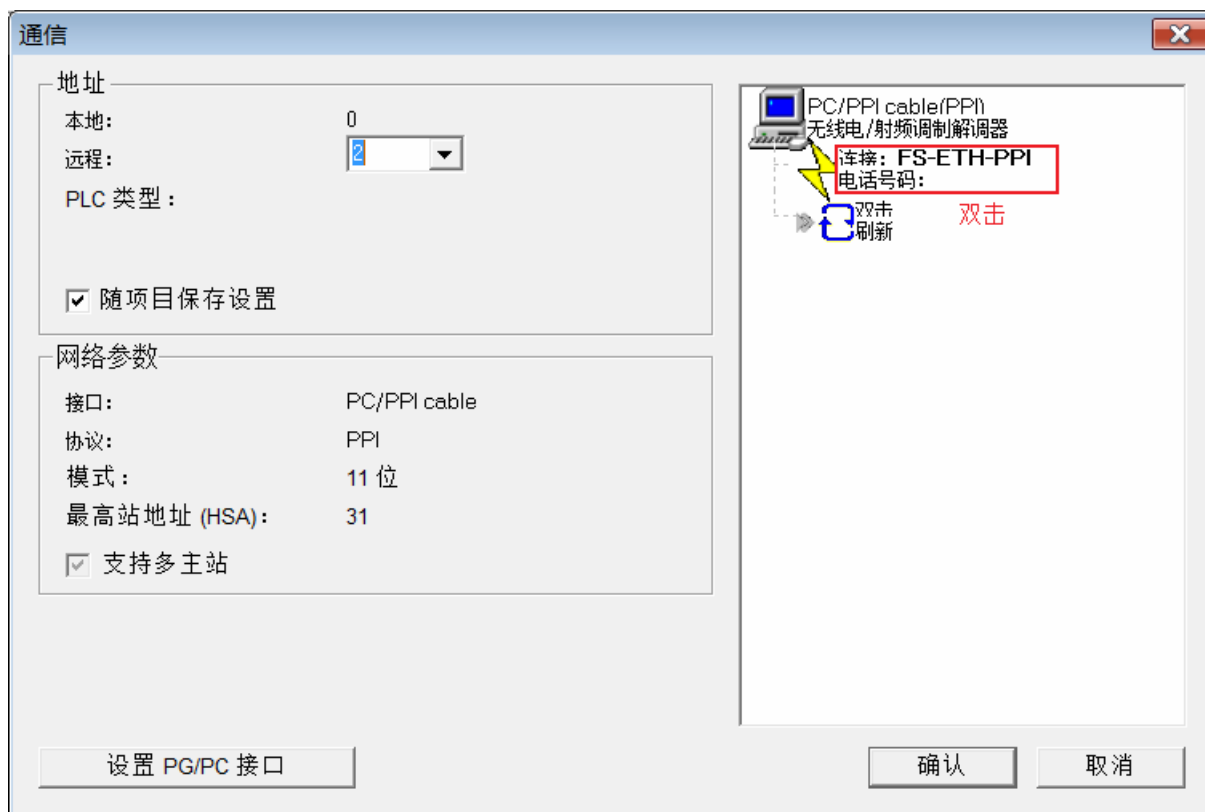 通信
地址
本地： 0
远程： 2
PLC 类型：
随项目保存设置
网络参数
接口： PC/PPI cable
协议： PPI
模式： 11 位
最高站地址 (HSA)： 31
支持多主站
设置 PG/PC 接口
PC/PPI cable(PPI)
无线电/射频调制解调器
连接：FS-ETH-PPI
电话号码：
双击
刷新
双击
确认
取消